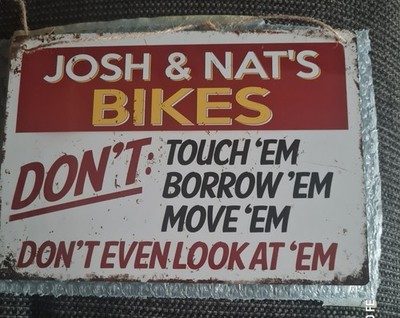 JOSH & NAT'S
BIKES
DON'T: TOUCH 'EM
BORROW 'EM
MOVE 'EM
DON'T EVEN LOOK AT 'EM